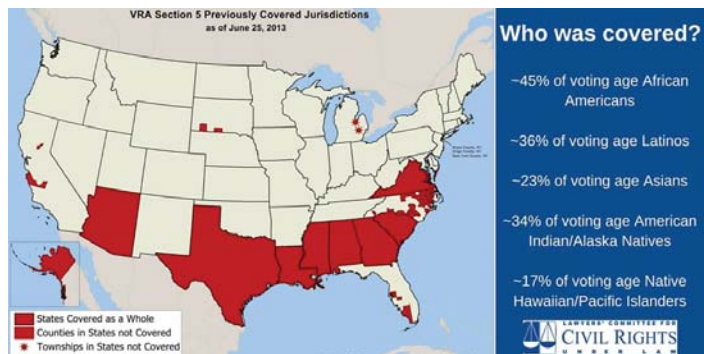 VRA Section 5 Previously Covered Jurisdictions
as of June 25, 2013
States Covered as a Whole
Counties in States not Covered
Townships in States not Covered
Who was covered?
~45% of voting age African
Americans
~36% of voting age Latinos
~23% of voting age Asians
~34% of voting age American
Indian/Alaska Natives
~17% of voting age Native
Hawaiian/Pacific Islanders
LAWYERS' COMMITTEE FOR
CIVIL RIGHTS
UNDER LAW